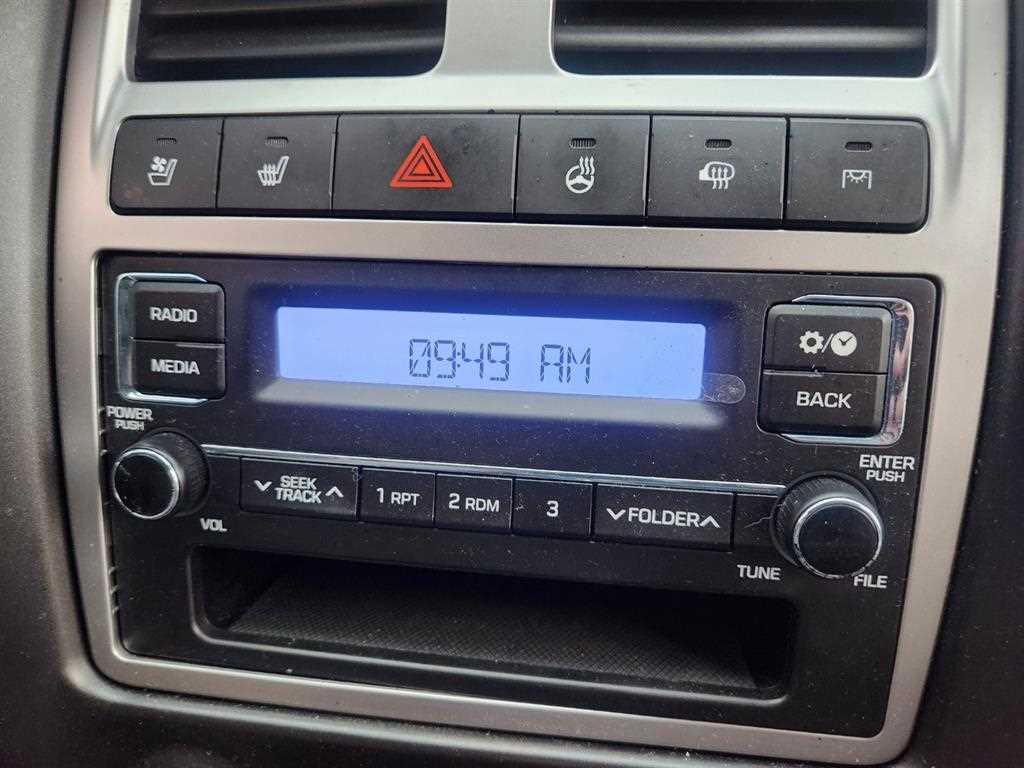 RADIO
MEDIA
09:49 AM
BACK
POWER
PUSH
VOL
SEEK
TRACK
1 RPT
2 RDM
3
FOLDER
ENTER
PUSH
TUNE
FILE